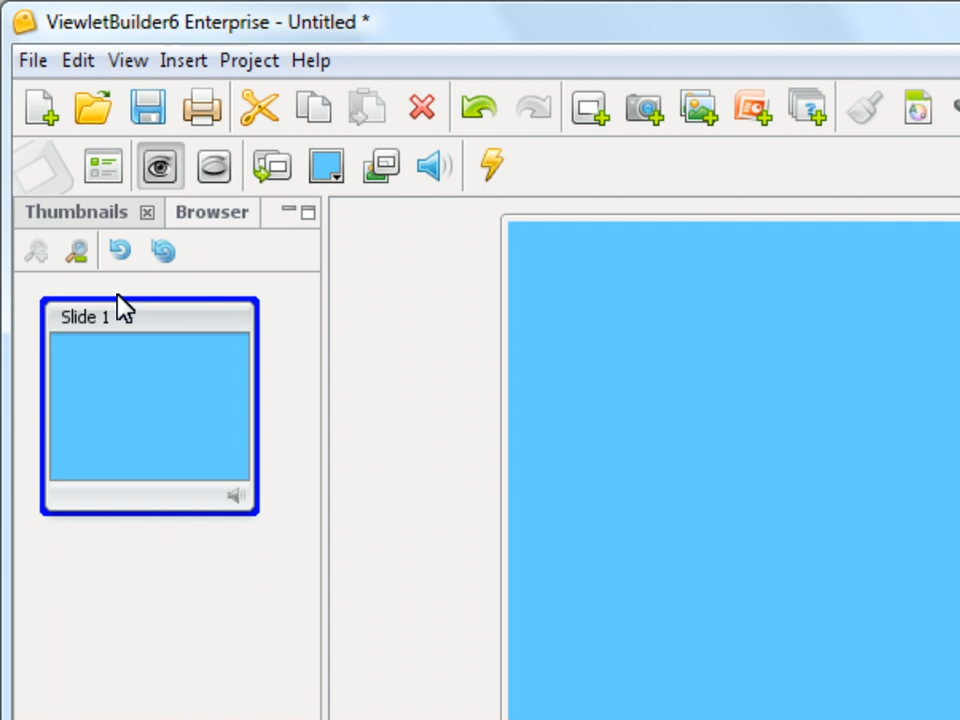 ViewletBuilder6 Enterprise - Untitled *
File Edit View Insert Project Help
Thumbnails Browser
Slide 1